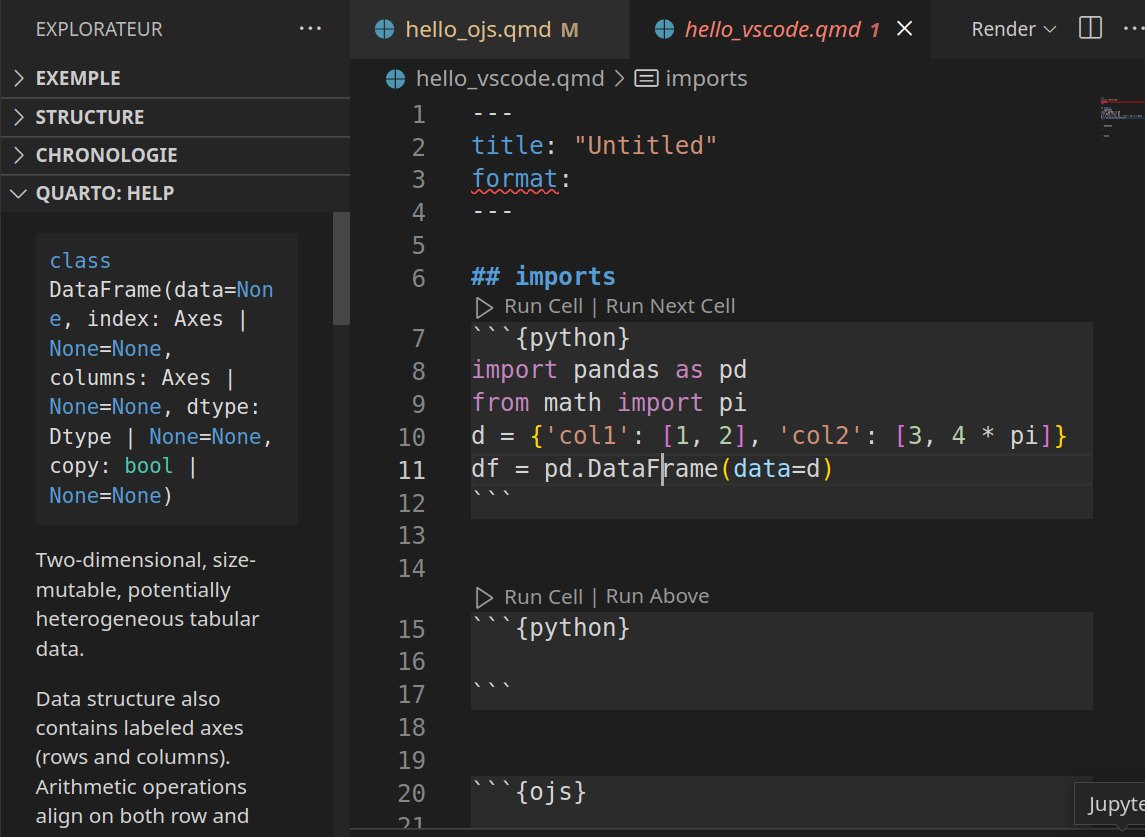 EXPLORATEUR ···
EXEMPLE
STRUCTURE
CHRONOLOGIE
QUARTO: HELP
class
DataFrame(data=Non
e, index: Axes |
None=None,
columns: Axes |
None=None, dtype:
Dtype | None=None,
copy: bool |
None=None)
Two-dimensional, size-
mutable, potentially
heterogeneous tabular
data.
Data structure also
contains labeled axes
(rows and columns).
Arithmetic operations
align on both row and
hello_ojs.qmd M
hello_vscode.qmd 1
Render
hello_vscode.qmd > imports
1 ---
2 title: "Untitled"
3 format:
4 ---
5
6 ## imports
Run Cell | Run Next Cell
7 ```{python}
8 import pandas as pd
9 from math import pi
10 d = {'col1': [1, 2], 'col2': [3, 4 * pi]}
11 df = pd.DataFrame(data=d)
12 ```
13
14
Run Cell | Run Above
15 ```{python}
16
17 ```
18
19
20 ```{ojs}
21
Jupyte